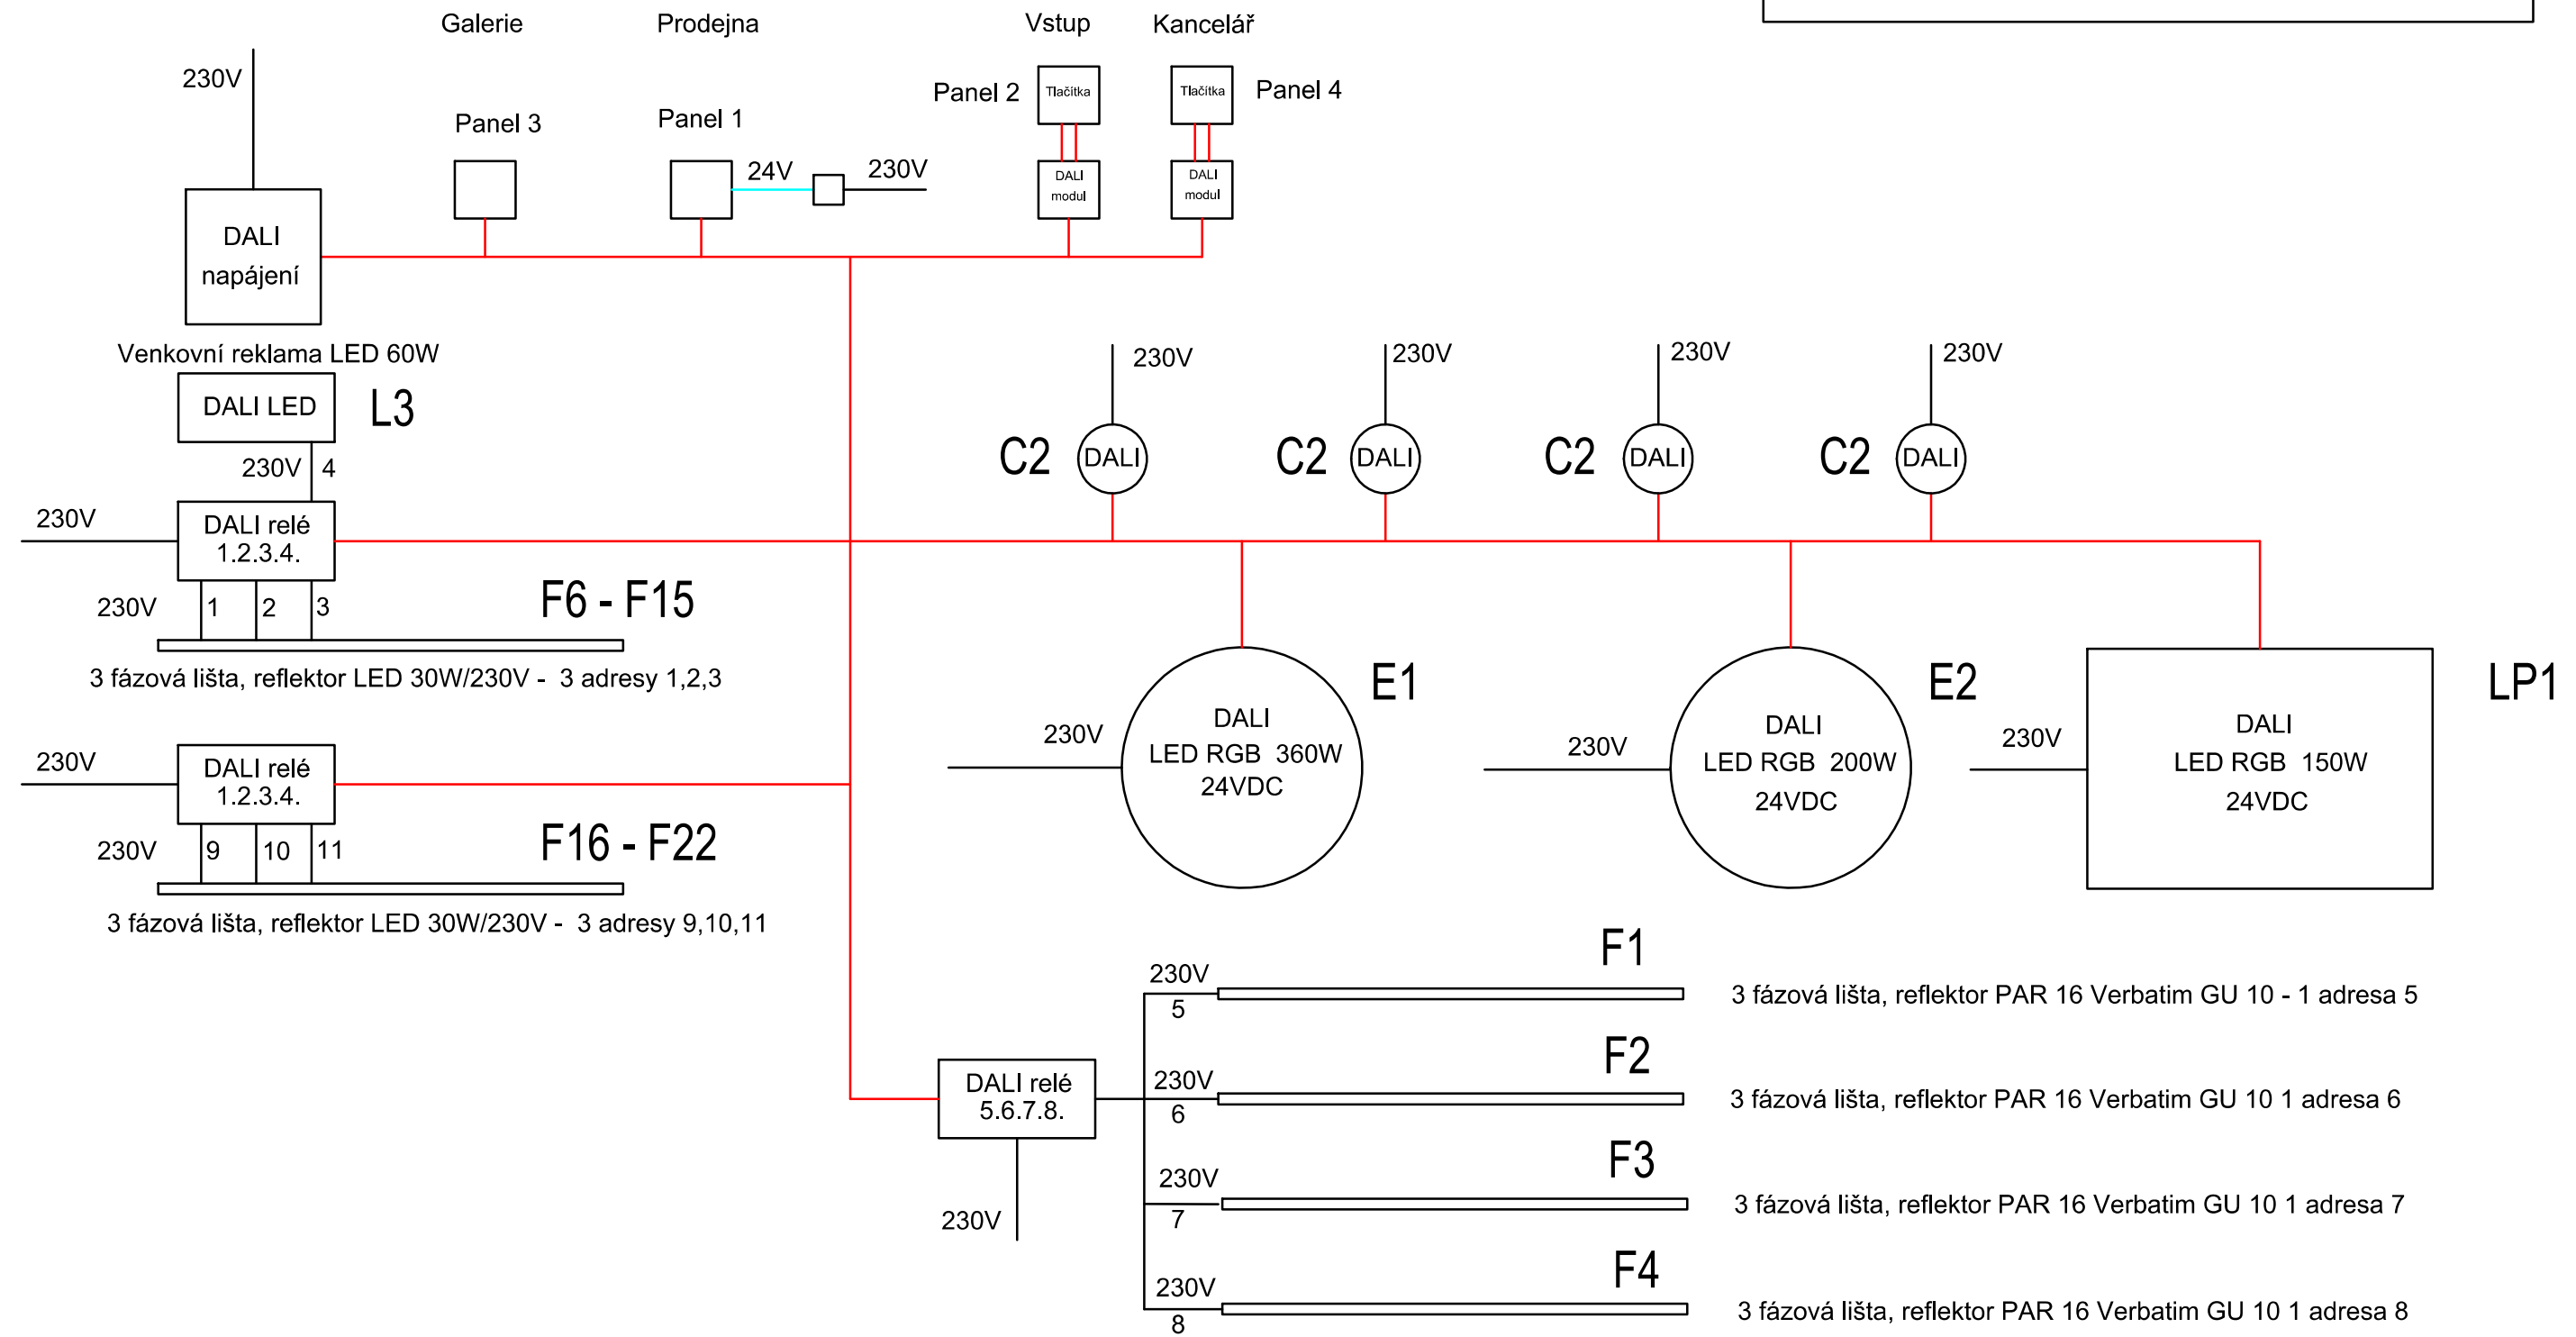 Galerie
Prodejna
Vstup
Kancelář
230V
Panel 3
Panel 1
24V
230V
Panel 2
Tlačítka
DALI
modul
Tlačítka
Panel 4
DALI
modul
DALI
napájení
Venkovní reklama LED 60W
DALI LED
L3
230V
4
230V
DALI relé
1.2.3.4.
230V
1
2
3
F6 - F15
3 fázová lišta, reflektor LED 30W/230V - 3 adresy 1,2,3
230V
DALI relé
1.2.3.4.
230V
9
10
11
F16 - F22
3 fázová lišta, reflektor LED 30W/230V - 3 adresy 9,10,11
230V
230V
230V
230V
C2
DALI
C2
DALI
C2
DALI
C2
DALI
230V
DALI
LED RGB 360W
24VDC
E1
230V
DALI
LED RGB 200W
24VDC
E2
230V
DALI
LED RGB 150W
24VDC
LP1
DALI relé
5.6.7.8.
230V
230V
5
F1
3 fázová lišta, reflektor PAR 16 Verbatim GU 10 - 1 adresa 5
230V
6
F2
3 fázová lišta, reflektor PAR 16 Verbatim GU 10 1 adresa 6
230V
7
F3
3 fázová lišta, reflektor PAR 16 Verbatim GU 10 1 adresa 7
230V
8
F4
3 fázová lišta, reflektor PAR 16 Verbatim GU 10 1 adresa 8